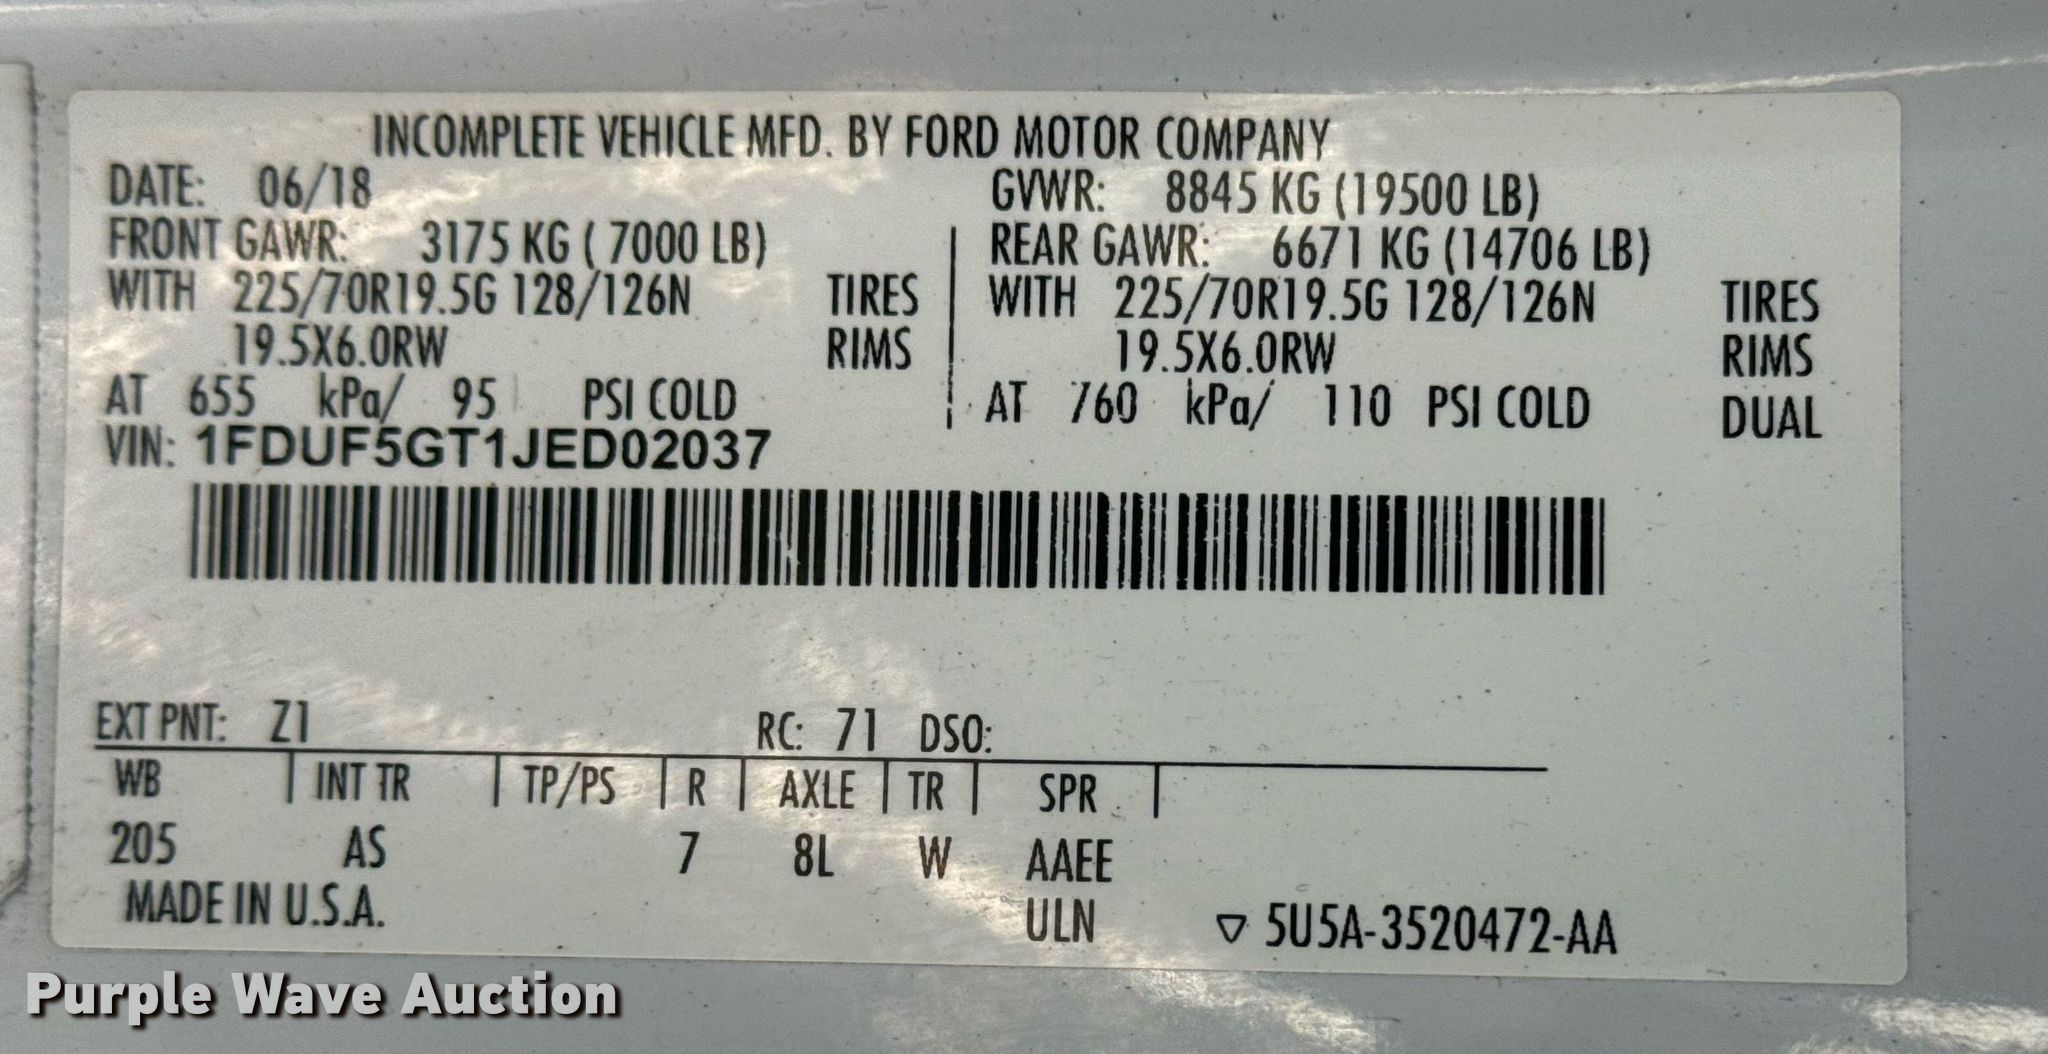 INCOMPLETE VEHICLE MFD. BY FORD MOTOR COMPANY
DATE: 06/18 GVWR: 8845 KG (19500 LB)
FRONT GAWR: 3175 KG ( 7000 LB) REAR GAWR: 6671 KG (14706 LB)
WITH 225/70R19.5G 128/126N TIRES WITH 225/70R19.5G 128/126N TIRES
19.5X6.0RW RIMS 19.5X6.0RW RIMS
AT 655 kPa/ 95 PSI COLD AT 760 kPa/ 110 PSI COLD DUAL
VIN: 1FDUF5GT1JED02037
EXT PNT: Z1 RC: 71 DSO:
WB INT TR TP/PS R AXLE TR SPR
205 AS 7 8L W AAEE
MADE IN U.S.A. ULN ▽ 5U5A-3520472-AA
Purple Wave Auction